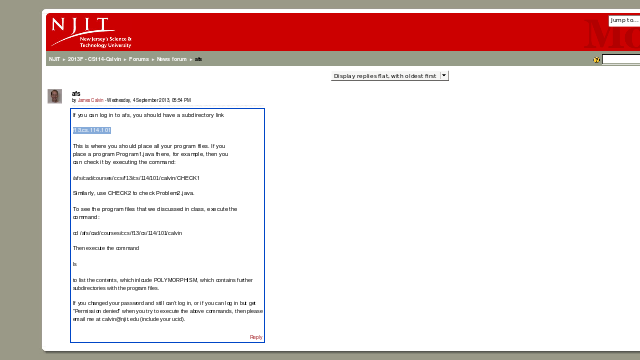 NJIT
New Jersey's Science &
Technology University
Jump to...
NJIT ► 2013F - CS114-Calvin ► Forums ► News forum ► afs
Display replies flat, with oldest first
afs
by James Calvin - Wednesday, 4 September 2013, 05:54 PM
If you can log in to afs, you should have a subdirectory link
f13.cs.114.101
This is where you should place all your program files. If you
place a program Program1.java there, for example, then you
can check it by executing the command:
/afs/cad/courses/ccs/f13/cs/114/101/calvin/CHECK1
Similarly, use CHECK2 to check Problem2.java.
To see the program files that we discussed in class, execute the
command:
cd /afs/cad/courses/ccs/f13/cs/114/101/calvin
Then execute the command
ls
to list the contents, which inlcude POLYMORPHISM, which contains further
subdirectories with the program files.
If you changed your password and still can't log in, or if you can log in but get
"Permission denied" when you try to execute the above commands, then please
email me at calvin@njit.edu (include your ucid).
Reply